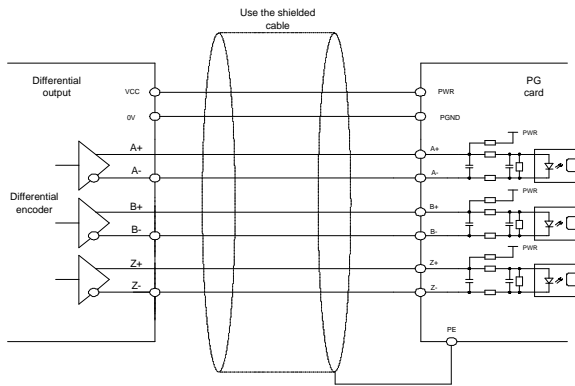 Use the shielded
cable
Differential
output
PG
card
VCC
PWR
0V
PGND
PWR
A+
A+
A-
A-
PWR
Differential
encoder
B+
B+
B-
B-
PWR
Z+
Z+
Z-
Z-
PE